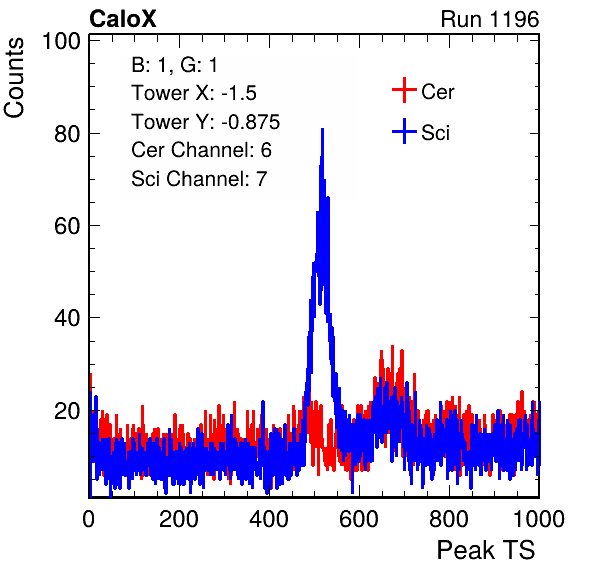 CaloX Run 1196
Counts
100
80
60
40
20
B: 1, G: 1
Tower X: -1.5
Tower Y: -0.875
Cer Channel: 6
Sci Channel: 7
Cer
Sci
0 200 400 600 800 1000
Peak TS